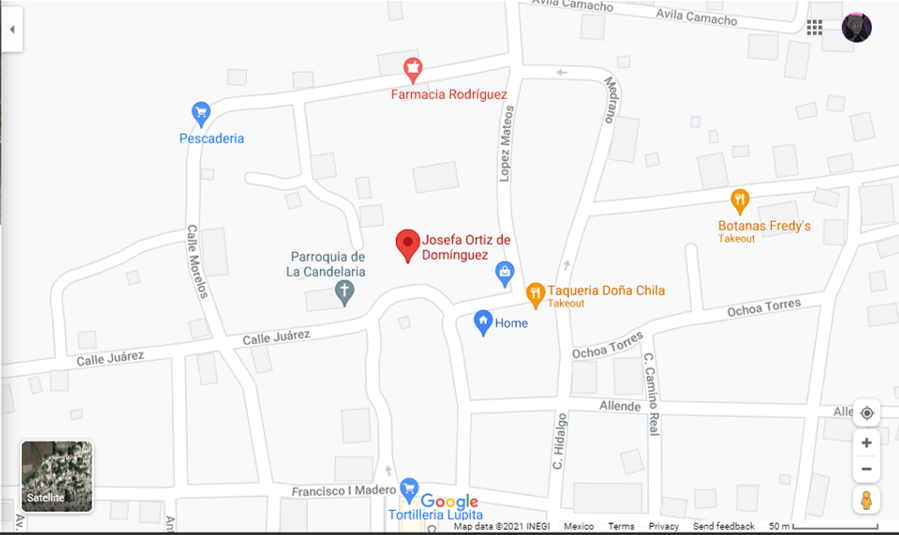 Avila Camacho
Avila Camacho
Medrano
Farmacia Rodríguez
Pescaderia
Lopez Mateos
Botanas Fredy's
Takeout
Josefa Ortiz de
Domínguez
Parroquia de
La Candelaria
Calle Morelos
Taqueria Doña Chila
Takeout
Home
Ochoa Torres
Calle Juárez
Calle Juárez
Ochoa Torres
C. Camino Real
Allende
Alle
C. Hidalgo
Francisco I Madero
Satellite
Google
Tortilleria Lupita
Av.
Ant
C
Map data ©2021 INEGI Mexico Terms Privacy Send feedback 50 m